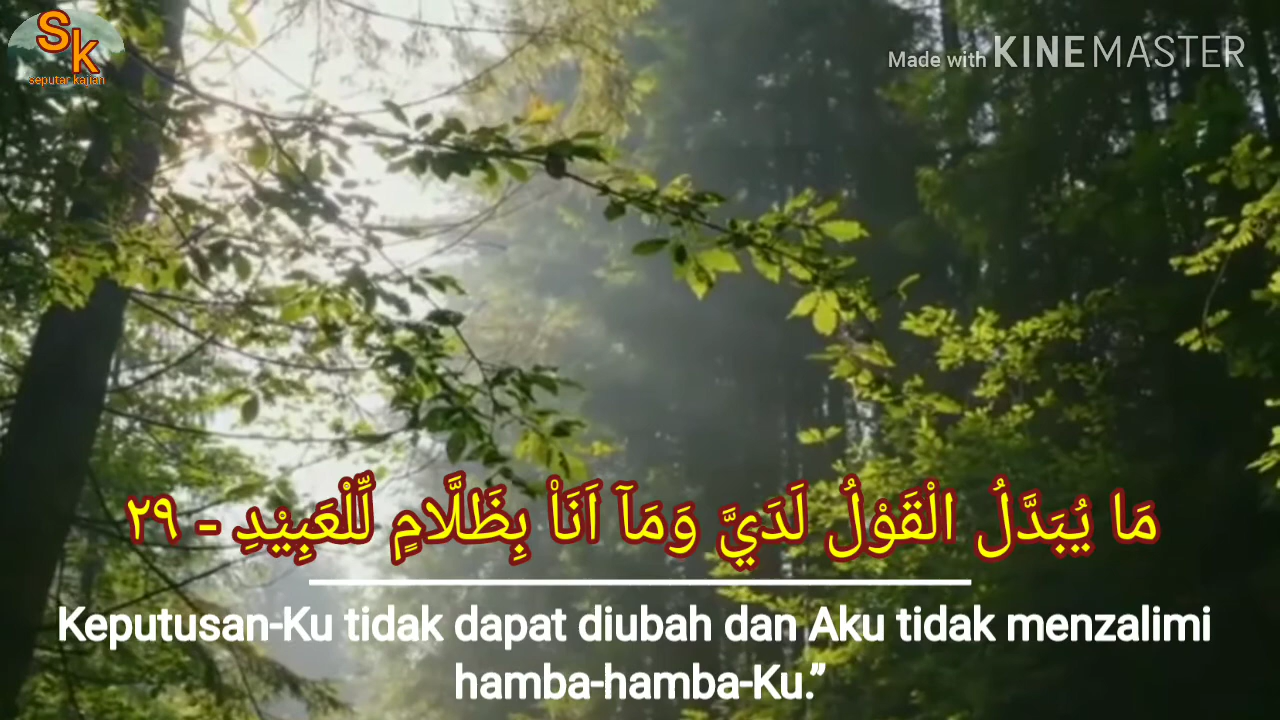 SK
seputar kajian
Made with KINEMASTER
مَا يُبَدَّلُ الْقَوْلُ لَدَيَّ وَمَآ اَنَا۠ بِظَلَّامٍ لِّلْعَبِيْدِ - ٢٩
Keputusan-Ku tidak dapat diubah dan Aku tidak menzalimi
hamba-hamba-Ku.”